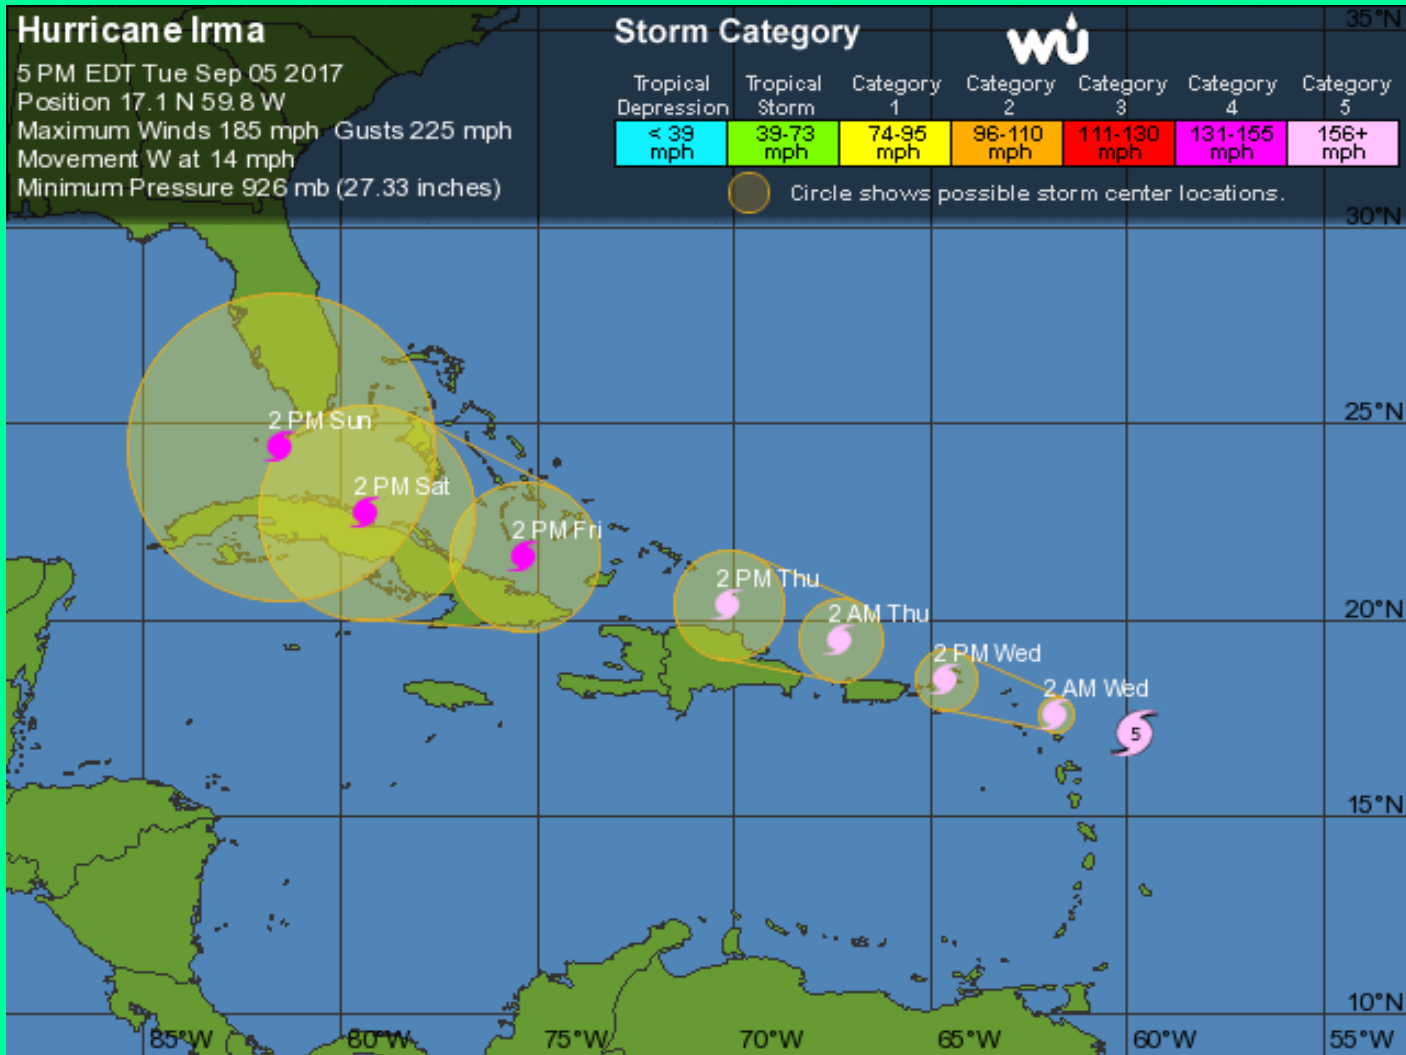 Hurricane Irma
5 PM EDT Tue Sep 05 2017
Position 17.1 N 59.8 W
Maximum Winds 185 mph Gusts 225 mph
Movement W at 14 mph
Minimum Pressure 926 mb (27.33 inches)
Storm Category
wu
Tropical Depression
< 39 mph
Tropical Storm
39-73 mph
Category 1
74-95 mph
Category 2
96-110 mph
Category 3
111-130 mph
Category 4
131-155 mph
Category 5
156+ mph
Circle shows possible storm center locations.
35°N
30°N
25°N
2 PM Sun
2 PM Sat
2 PM Fri
2 PM Thu
2 AM Thu
20°N
2 PM Wed
2 AM Wed
5
15°N
10°N
85°W
80°W
75°W
70°W
65°W
60°W
55°W